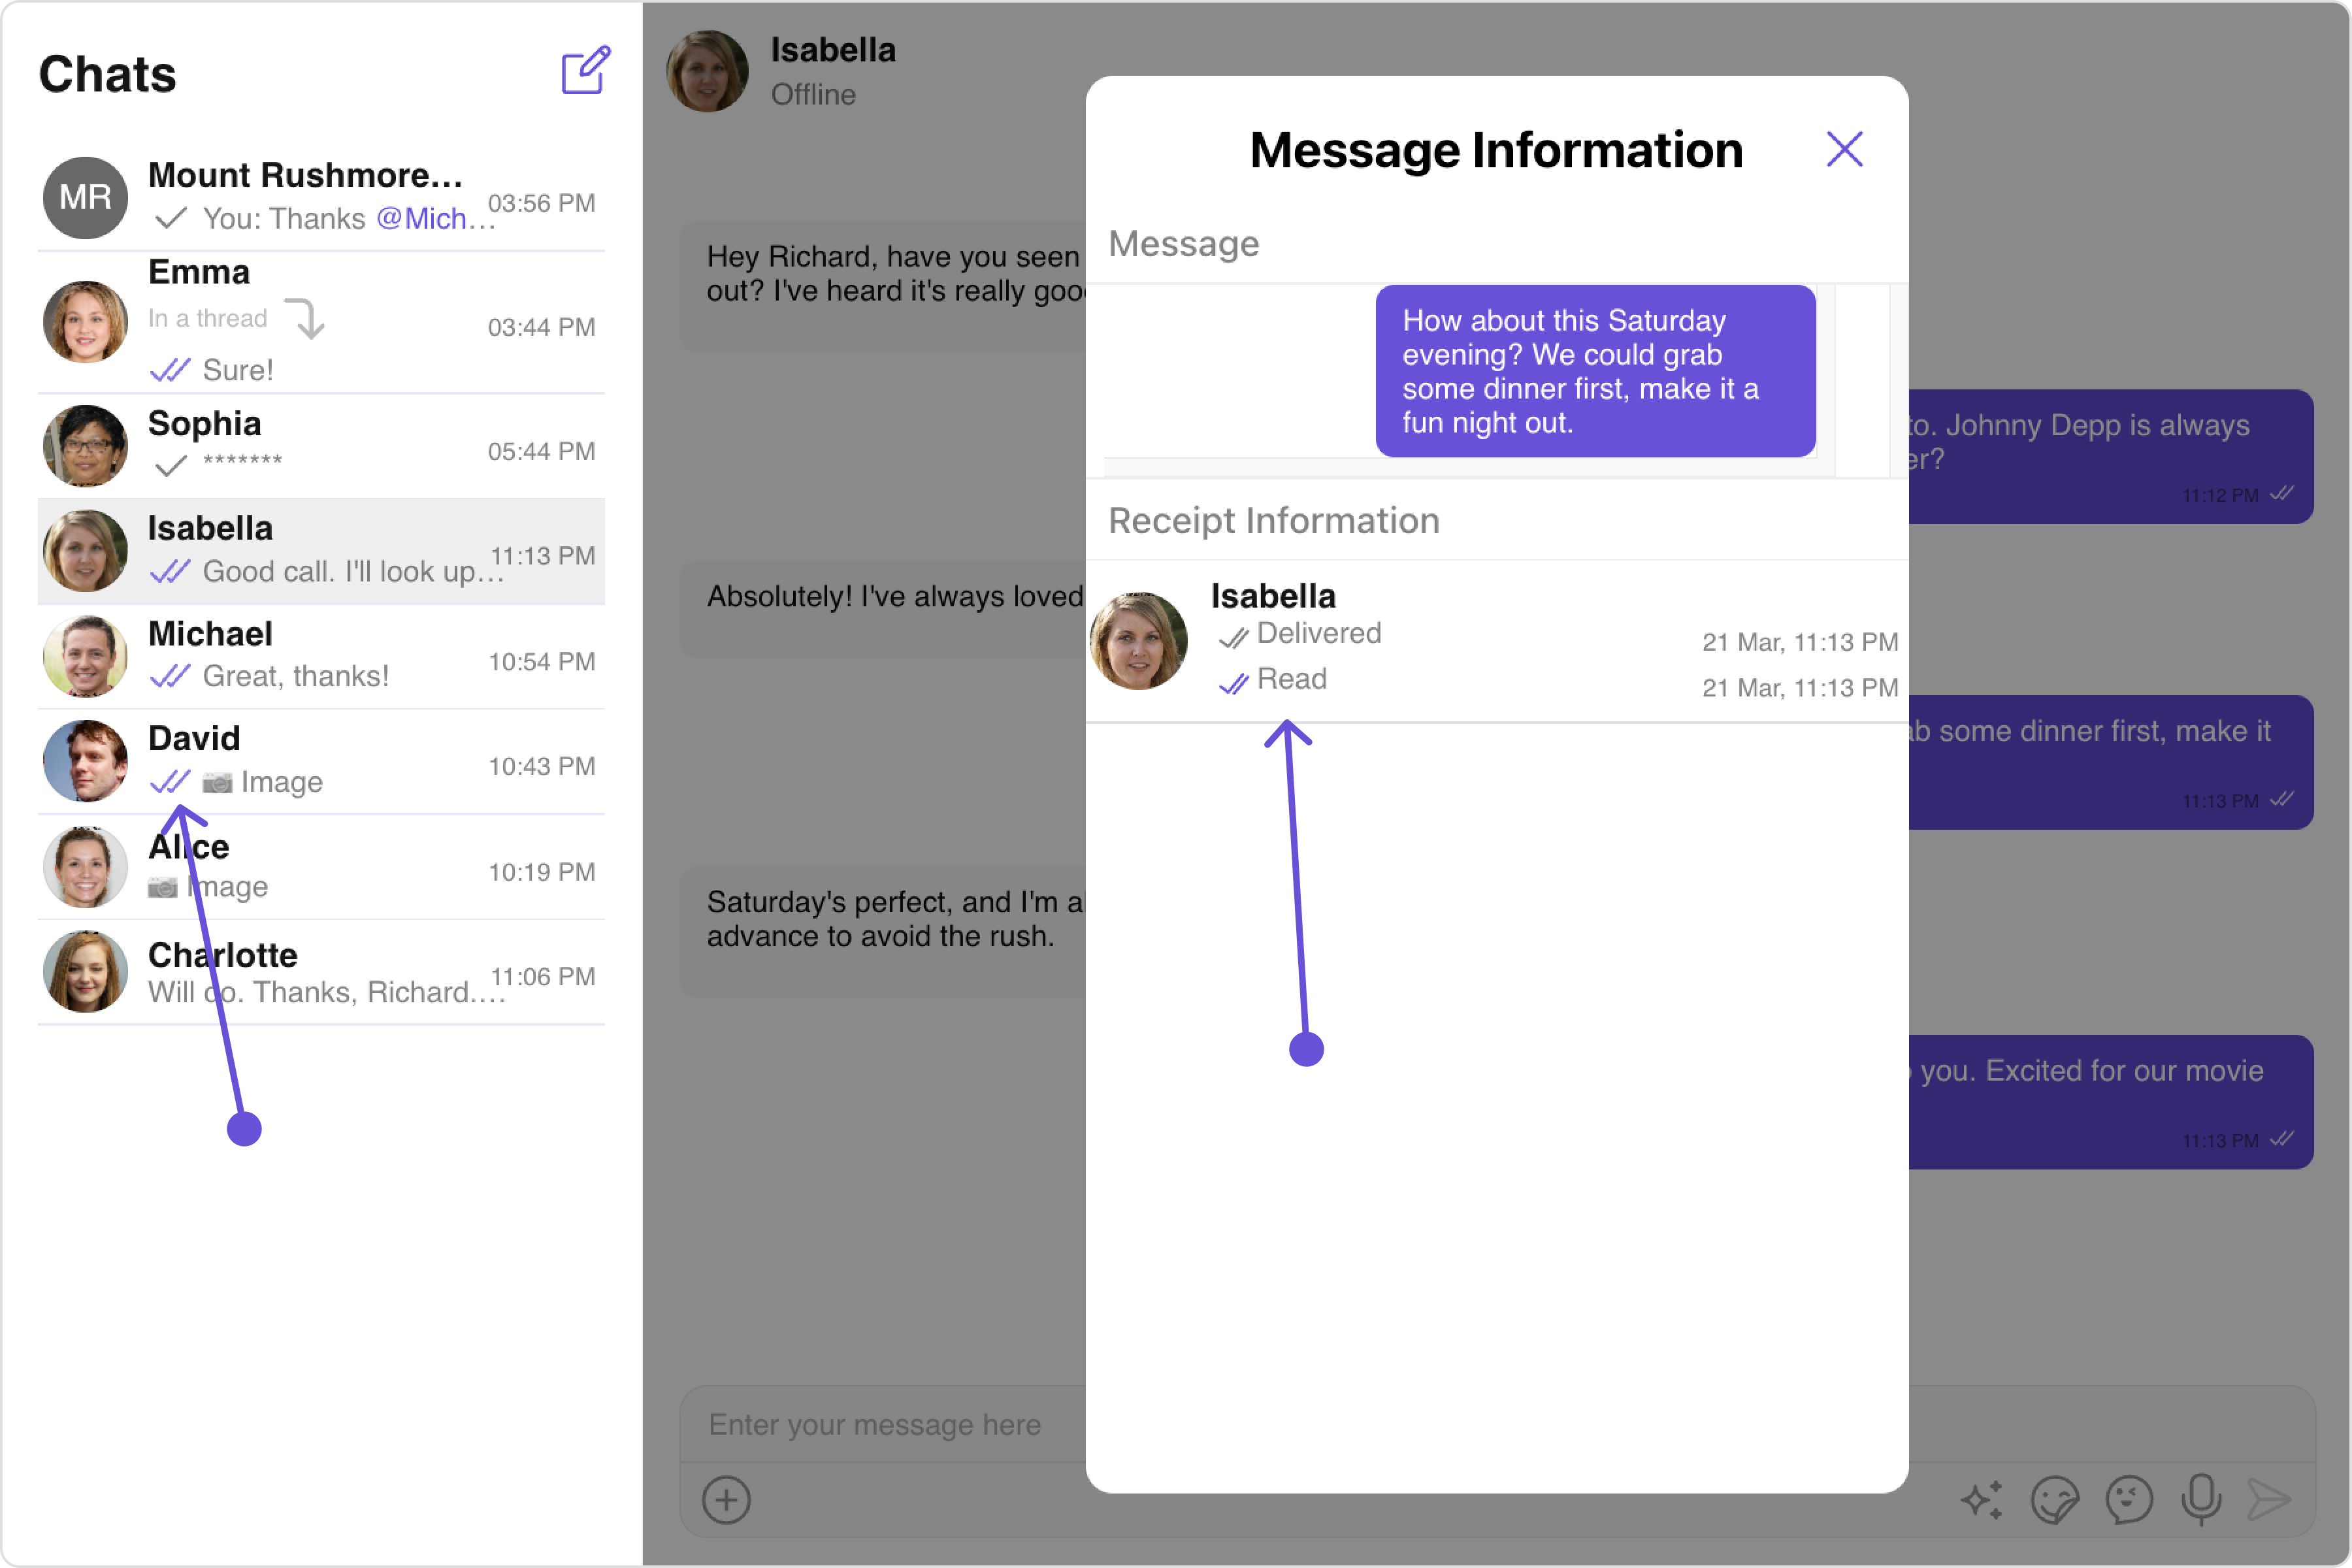 Chats
MR
Mount Rushmore...
You: Thanks @Mich...
03:56 PM
Emma
In a thread
Sure!
03:44 PM
Sophia
*******
05:44 PM
Isabella
Good call. I'll look up...
11:13 PM
Michael
Great, thanks!
10:54 PM
David
Image
10:43 PM
Alice
Image
10:19 PM
Charlotte
Will do. Thanks, Richard....
11:06 PM
Isabella
Offline
Hey Richard, have you seen
out? I've heard it's really
to. Johnny Depp is always
11:12 PM
Absolutely! I've always loved
some dinner first, make it
11:13 PM
Saturday's perfect, and I'm
advance to avoid the rush.
you. Excited for our movie
11:13 PM
Enter your message here
Message Information
Message
How about this Saturday
evening? We could grab
some dinner first, make it a
fun night out.
Receipt Information
Isabella
Delivered
21 Mar, 11:13 PM
Read
21 Mar, 11:13 PM